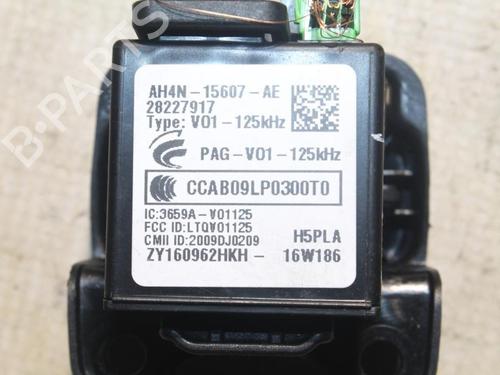 B-PARTS
AH4N-15607-AE
28227917
Type: V01-125kHz
PAG-V01-125kHz
CCAB09LP0300T0
IC:3659A-V01125
FCC ID:LTQV01125
CMII ID:2009DJ0209
H5PLA
ZY160962HKH- 16W186